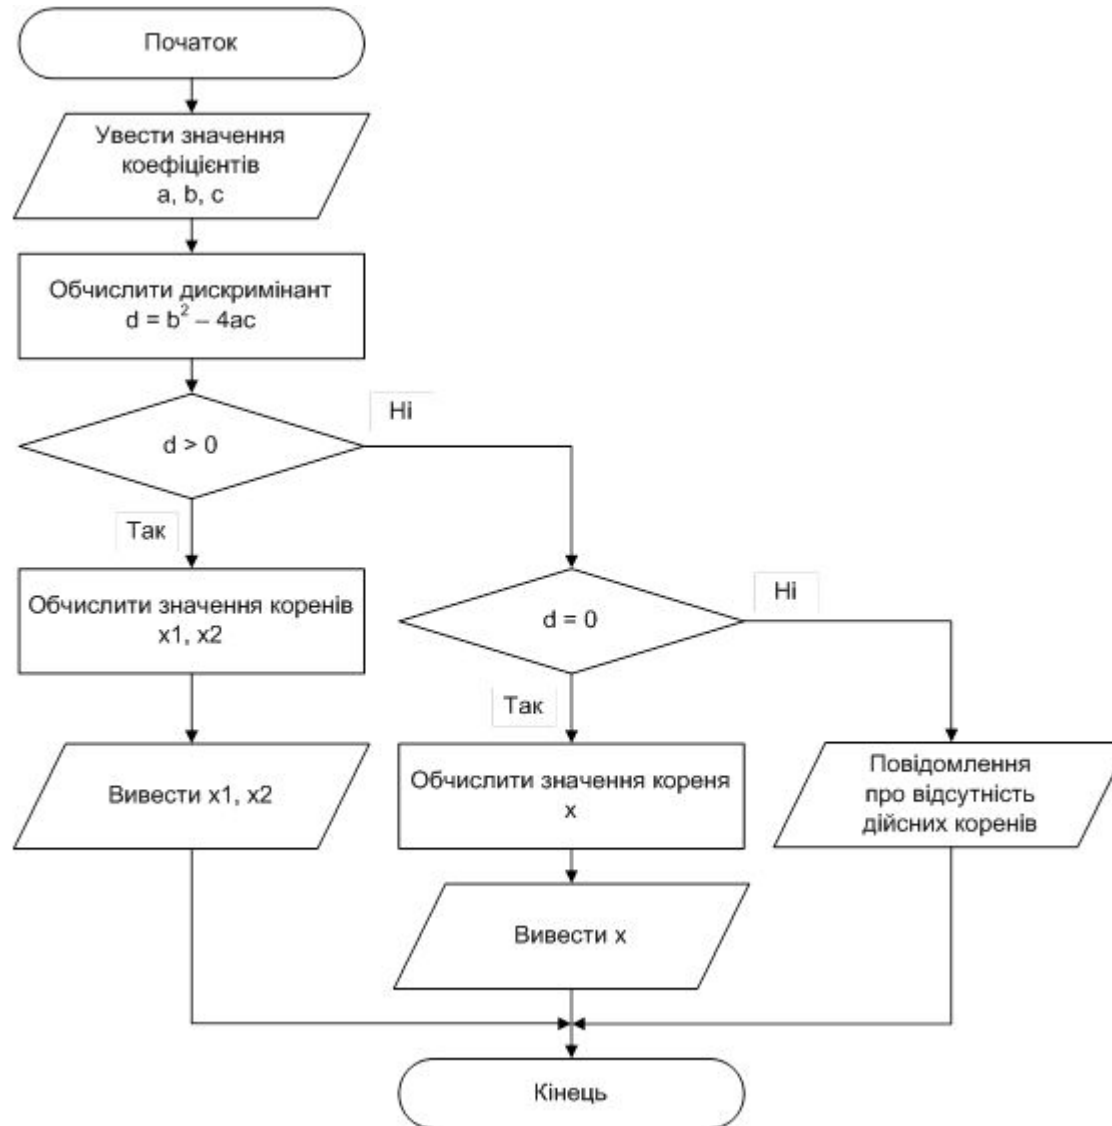 Початок
Увести значення
коефіцієнтів
a, b, c
Обчислити дискримінант
d = b² – 4ac
Ні
d > 0
Так
Обчислити значення коренів
x1, x2
Ні
d = 0
Так
Вивести x1, x2
Обчислити значення кореня
x
Повідомлення
про відсутність
дійсних коренів
Вивести x
Кінець